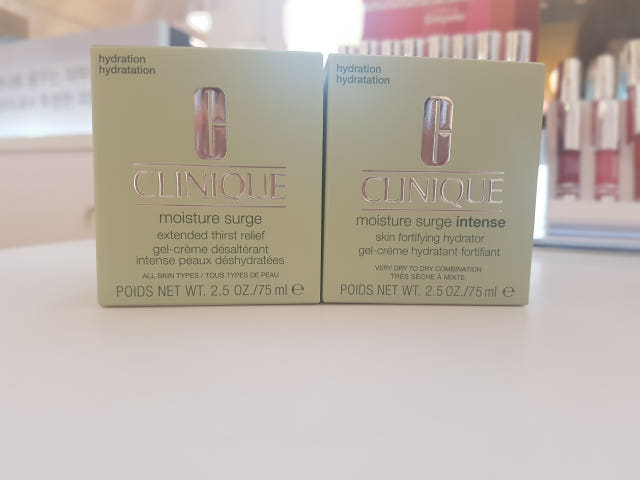 hydration
hydratation
CLINIQUE
moisture surge
extended thirst relief
gel-crème désaltérant
intense peaux déshydratées
ALL SKIN TYPES / TOUS TYPES DE PEAU
POIDS NET WT. 2.5 OZ./75 ml ℮
hydration
hydratation
CLINIQUE
moisture surge intense
skin fortifying hydrator
gel-crème hydratant fortifiant
VERY DRY TO DRY COMBINATION
TRÈS SÈCHE À MIXTE
POIDS NET WT. 2.5 OZ./75 ml ℮